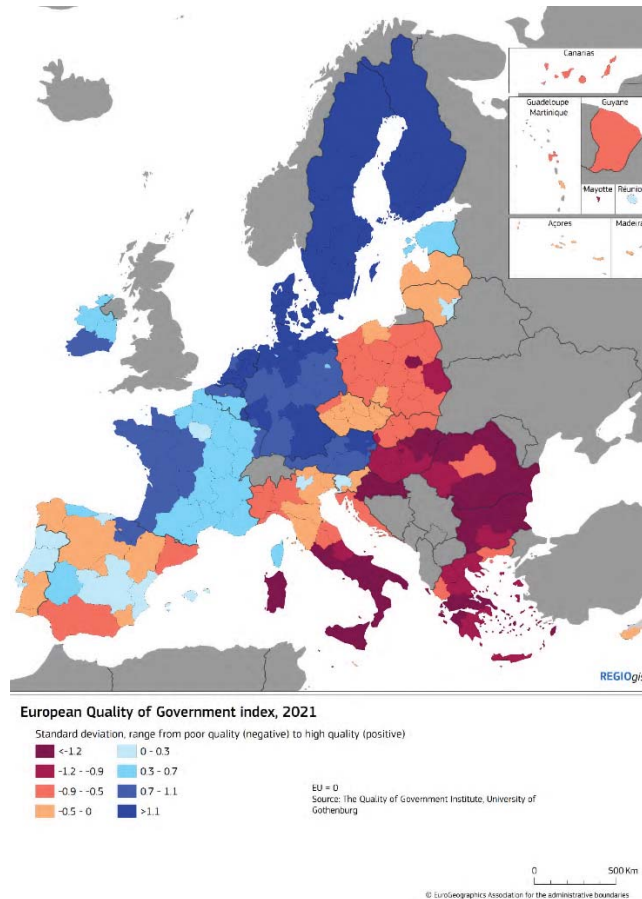 Canarias
Guadeloupe
Martinique
Guyane
Mayotte
Réunio
Açores
Madeira
REGIOgis
European Quality of Government index, 2021
Standard deviation, range from poor quality (negative) to high quality (positive)
<-1.2
-1.2 - -0.9
-0.9 - -0.5
-0.5 - 0
0 - 0.3
0.3 - 0.7
0.7 - 1.1
>1.1
EU = 0
Source: The Quality of Government Institute, University of
Gothenburg
0 500 Km
© EuroGeographics Association for the administrative boundaries